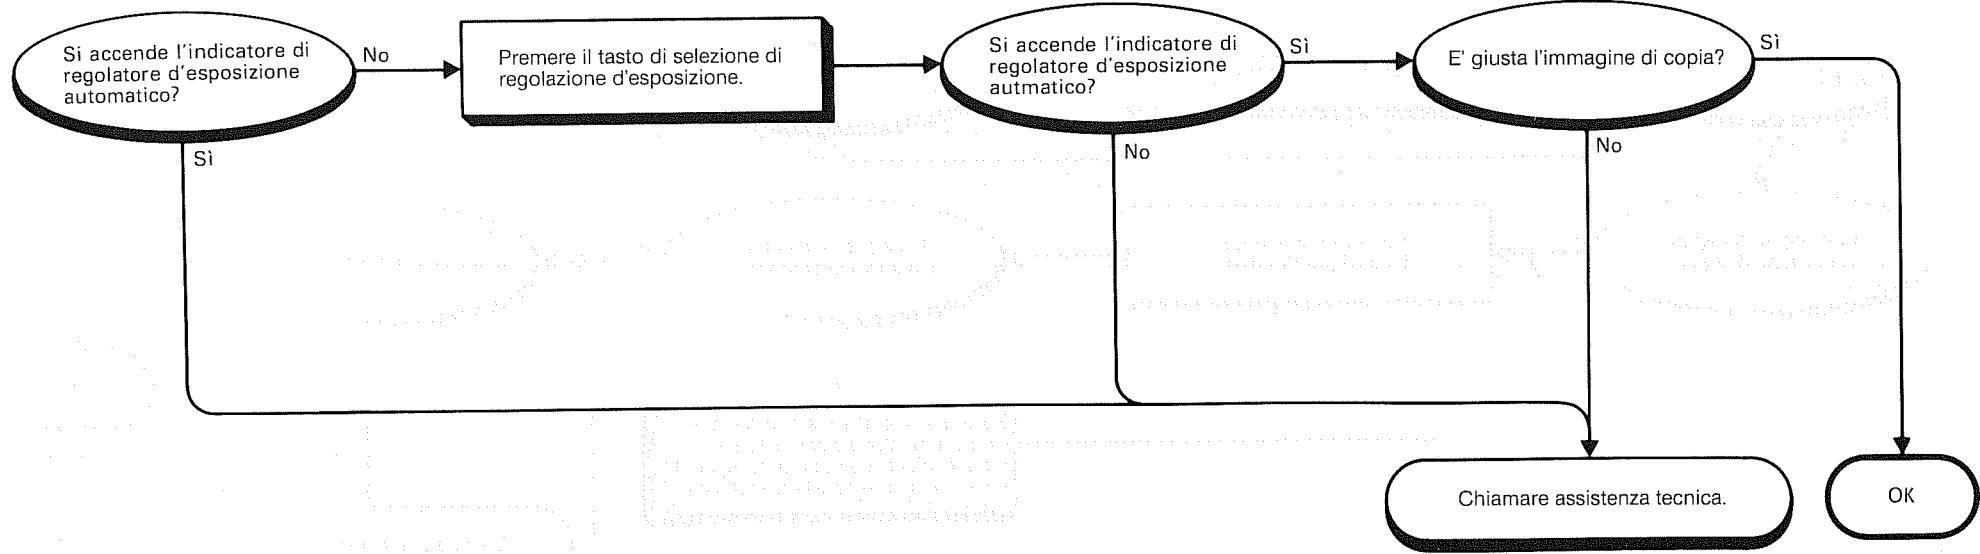 Si accende l'indicatore di
regolatore d'esposizione
automatico?
No
Sì
Premere il tasto di selezione di
regolazione d'esposizione.
Si accende l'indicatore di
regolatore d'esposizione
autmatico?
Sì
No
E' giusta l'immagine di copia?
Sì
No
Chiamare assistenza tecnica.
OK